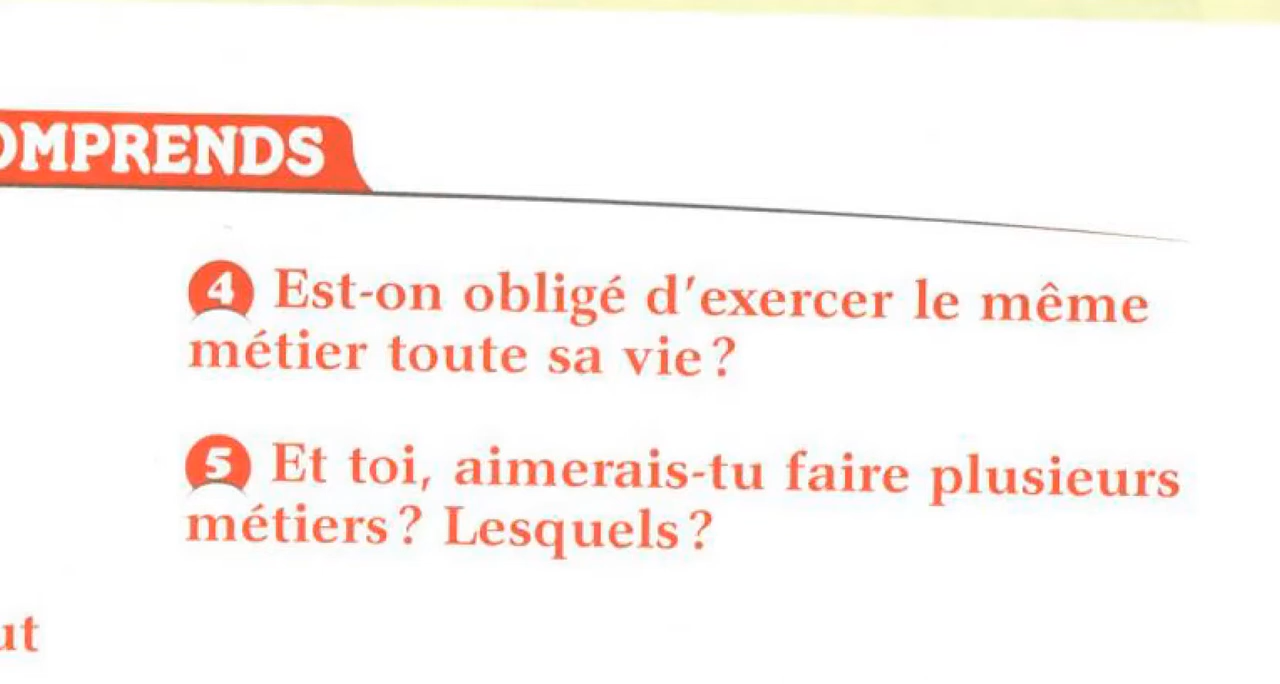 OMPRENDS
4 Est-on obligé d'exercer le même
métier toute sa vie ?
5 Et toi, aimerais-tu faire plusieurs
métiers ? Lesquels ?
ut